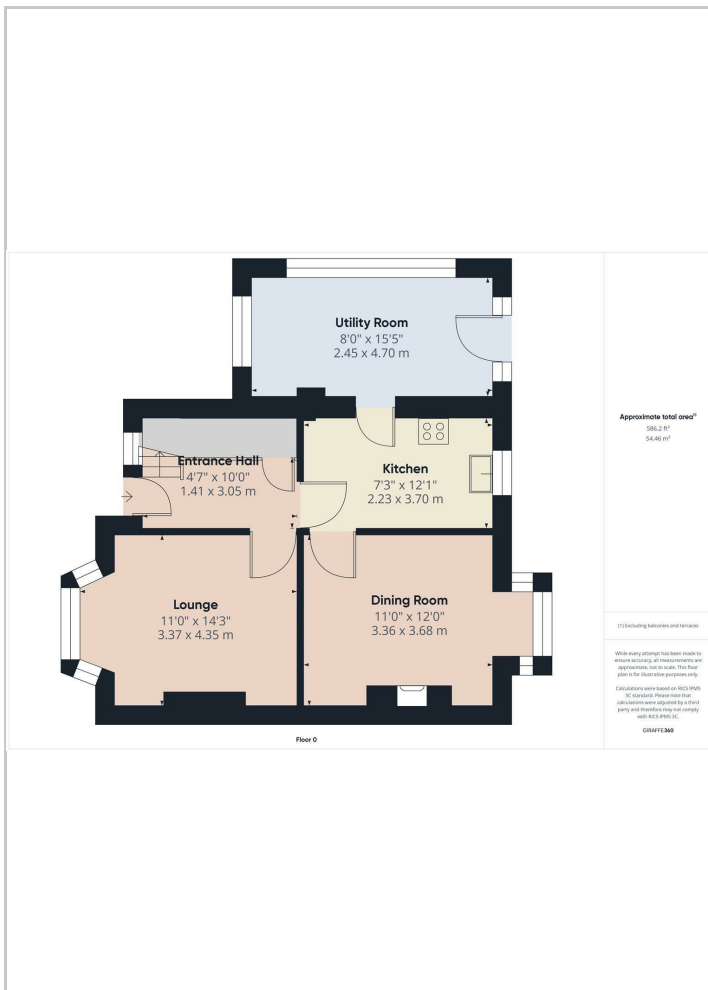 Utility Room
8'0" x 15'5"
2.45 x 4.70 m
Entrance Hall
4'7" x 10'0"
1.41 x 3.05 m
Kitchen
7'3" x 12'1"
2.23 x 3.70 m
Lounge
11'0" x 14'3"
3.37 x 4.35 m
Dining Room
11'0" x 12'0"
3.36 x 3.68 m
Floor 0
Approximate total area⁽¹⁾
586.2 ft²
54.46 m²
(1) Excluding balconies and terraces
While every attempt has been made to
ensure accuracy, all measurements are
approximate, not to scale. This floor
plan is for illustrative purposes only.
Calculations were based on RICS IPMS
3C standard. Please note that
calculations were adjusted by a third
party and therefore may not comply
with RICS IPMS 3C.
GIRAFFE360